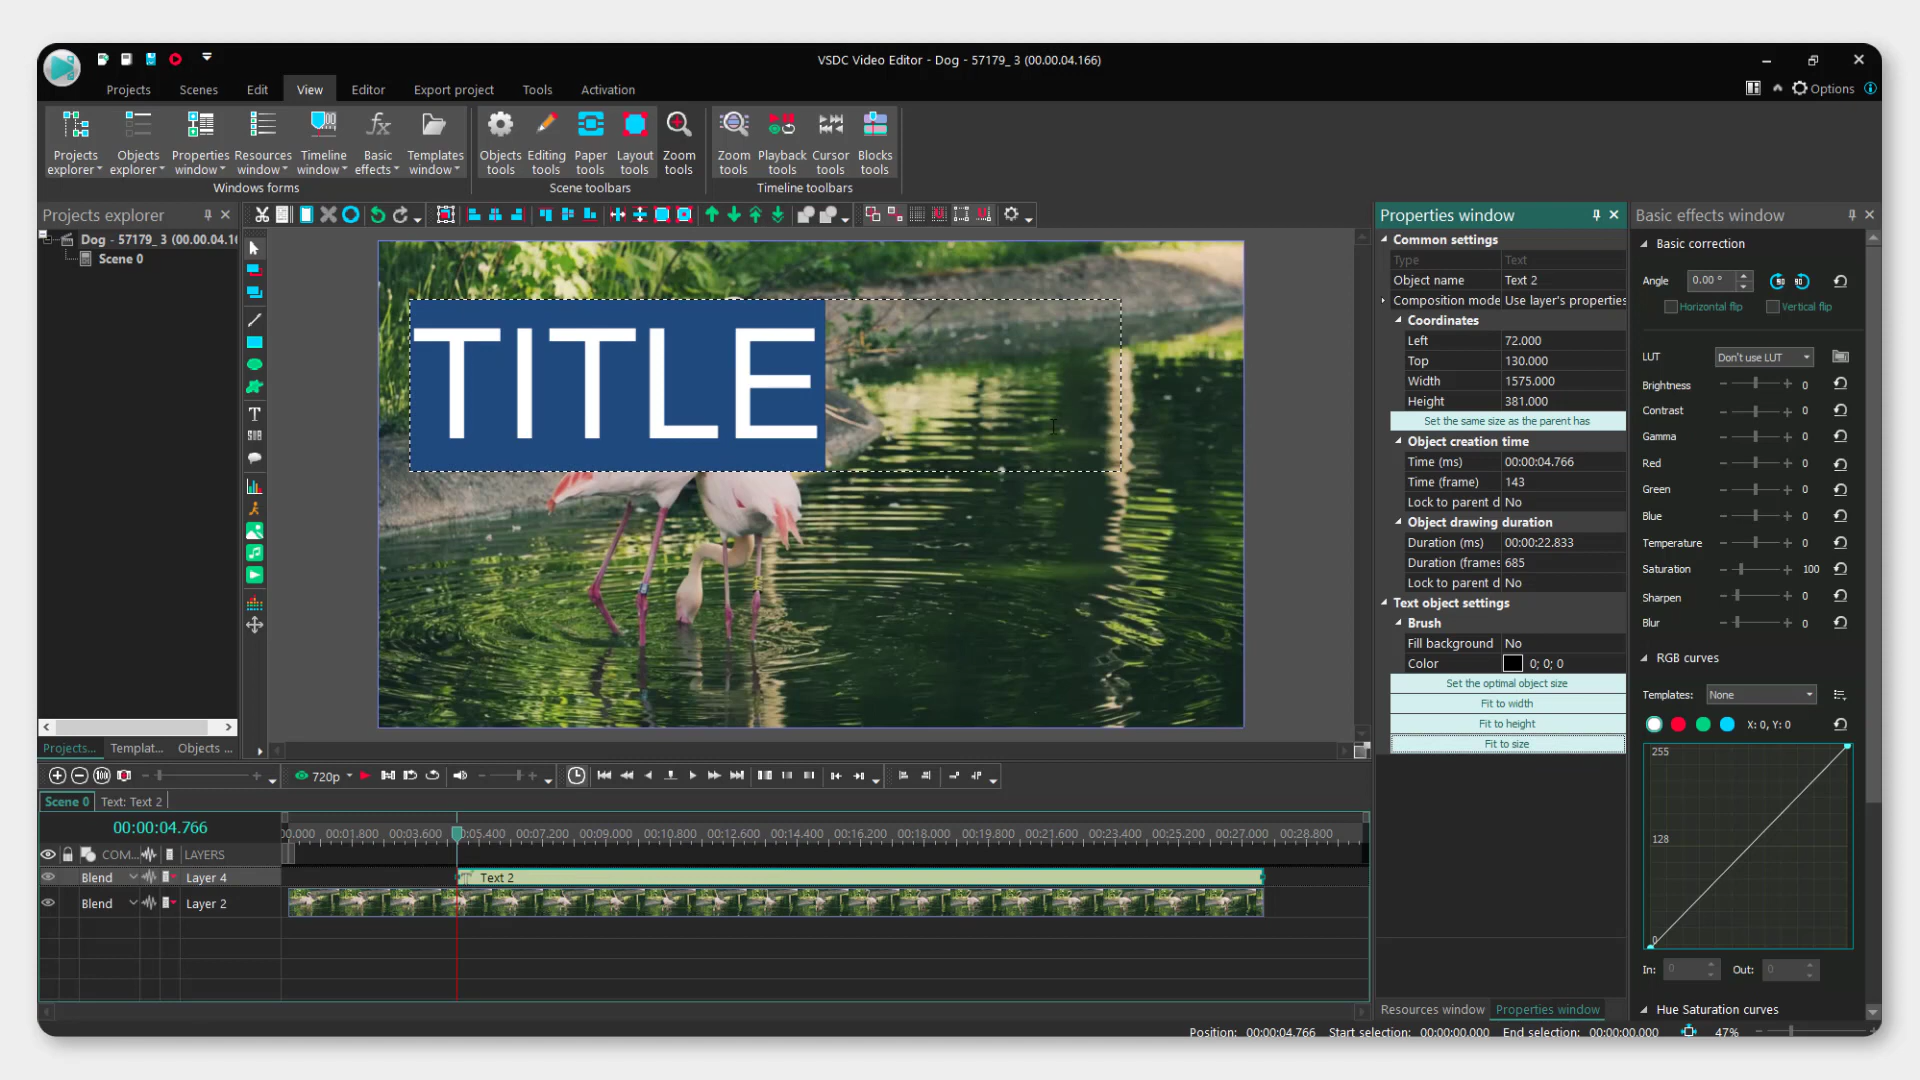 VSDC Video Editor - Dog - 57179_ 3 (00.00.04.166)
Projects Scenes Edit View Editor Export project Tools Activation
Options
Projects explorer
Objects explorer
Properties window
Resources window
Timeline window
Basic effects
Templates window
Windows forms
Objects tools
Editing tools
Paper tools
Layout tools
Zoom tools
Scene toolbars
Zoom tools
Playback tools
Cursor tools
Blocks tools
Timeline toolbars
Projects explorer
Dog - 57179_ 3 (00.00.04.16
Scene 0
Projects... Templat... Objects ...
TITLE
Properties window
Common settings
Type Text
Object name Text 2
Composition mode Use layer's properties
Coordinates
Left 72.000
Top 130.000
Width 1575.000
Height 381.000
Set the same size as the parent has
Object creation time
Time (ms) 00:00:04.766
Time (frame) 143
Lock to parent d No
Object drawing duration
Duration (ms) 00:00:22.833
Duration (frames 685
Lock to parent d No
Text object settings
Brush
Fill background No
Color 0; 0; 0
Set the optimal object size
Fit to width
Fit to height
Fit to size
Resources window Properties window
Basic effects window
Basic correction
Angle 0.00 °
Horizontal flip Vertical flip
LUT Don't use LUT
Brightness 0
Contrast 0
Gamma 0
Red 0
Green 0
Blue 0
Temperature 0
Saturation 100
Sharpen 0
Blur 0
RGB curves
Templates: None
X: 0, Y: 0
255
128
0
In: 0 Out: 0
Hue Saturation curves
720p
Scene 0 Text: Text 2
00:00:04.766
00.000 00:01.800 00:03.600 0:05.400 00:07.200 00:09.000 00:10.800 00:12.600 00:14.400 00:16.200 00:18.000 00:19.800 00:21.600 00:23.400 00:25.200 00:27.000 00:28.800
COM... LAYERS
Blend Layer 4 Text 2
Blend Layer 2
Position: 00:00:04.766 Start selection: 00:00:00.000 End selection: 00:00:00.000 47%